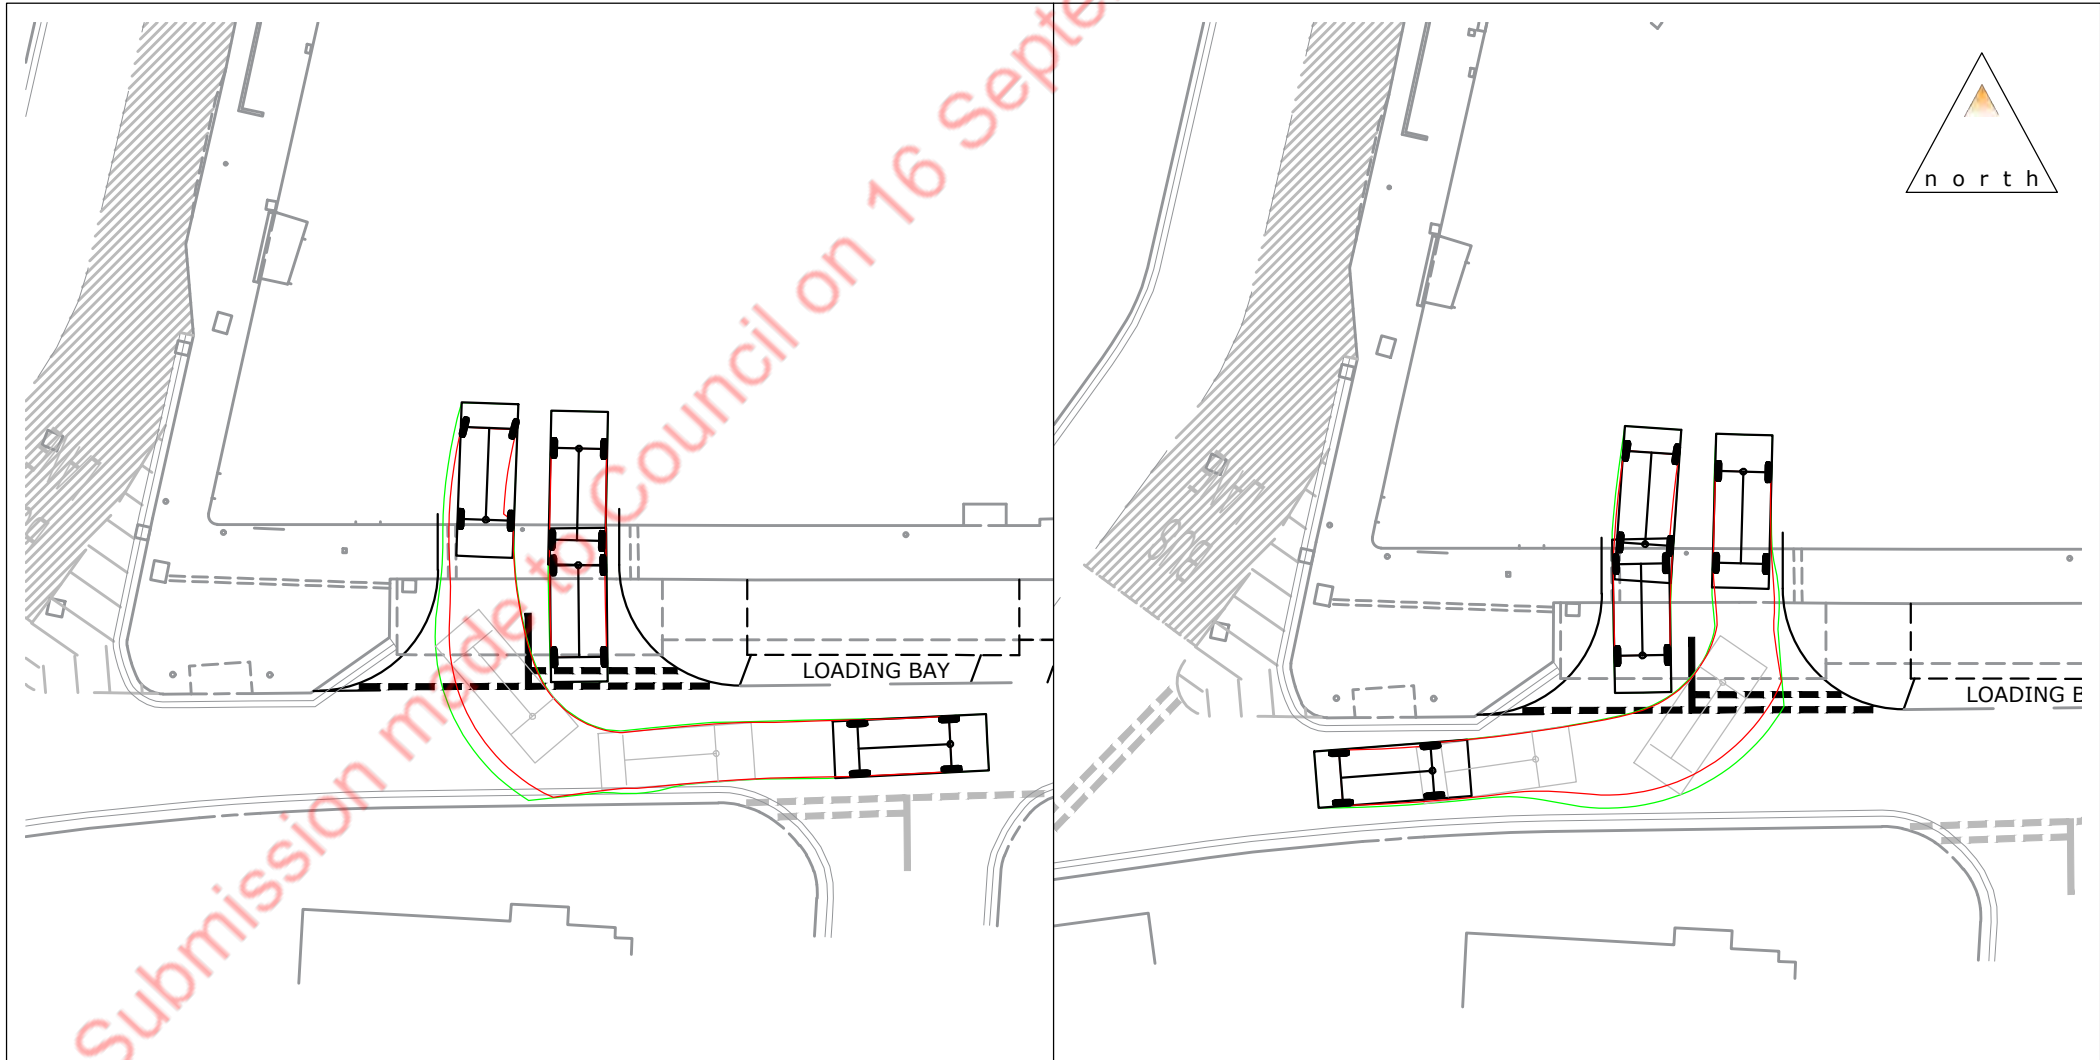 Submission made to Council on 16 Septe
north
LOADING BAY
LOADING B